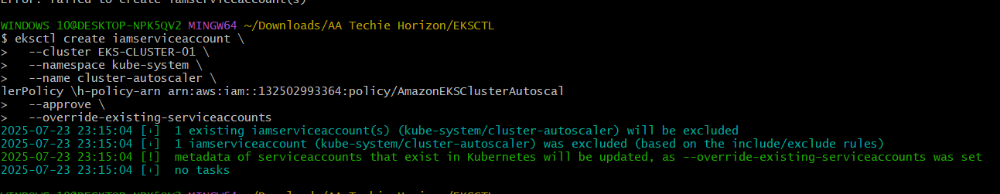 Error: failed to create iamserviceaccount(s)
WINDOWS 10@DESKTOP-NPK5QV2 MINGW64 ~/Downloads/AA Techie Horizon/EKSCTL
$ eksctl create iamserviceaccount \
>   --cluster EKS-CLUSTER-01 \
>   --namespace kube-system \
>   --name cluster-autoscaler \
lerPolicy \h-policy-arn arn:aws:iam::132502993364:policy/AmazonEKSClusterAutoscal
>   --approve \
>   --override-existing-serviceaccounts
2025-07-23 23:15:04 [ℹ]  1 existing iamserviceaccount(s) (kube-system/cluster-autoscaler) will be excluded
2025-07-23 23:15:04 [ℹ]  1 iamserviceaccount (kube-system/cluster-autoscaler) was excluded (based on the include/exclude rules)
2025-07-23 23:15:04 [!]  metadata of serviceaccounts that exist in Kubernetes will be updated, as --override-existing-serviceaccounts was set
2025-07-23 23:15:04 [ℹ]  no tasks
WINDOWS 10@DESKTOP-NPK5QV2 MINGW64 ~/Downloads/AA Techie Horizon/EKSCTL